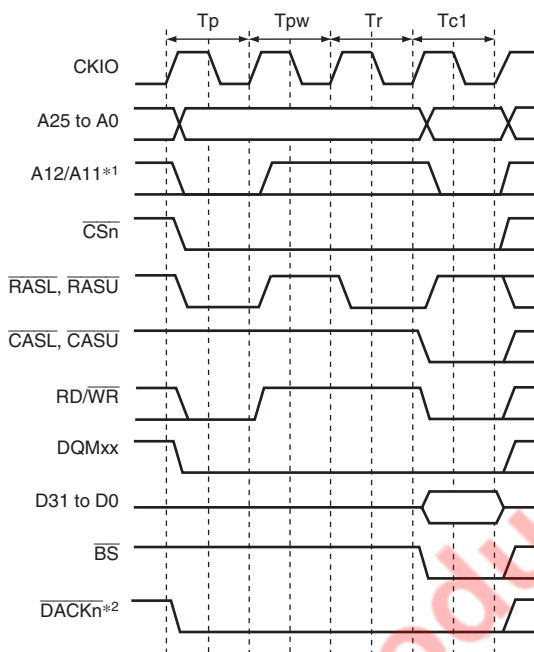 Tp Tpw Tr Tc1
CKIO
A25 to A0
A12/A11*1
CSn
RASL, RASU
CASL, CASU
RD/WR
DQMxx
D31 to D0
BS
DACKn*2
odu